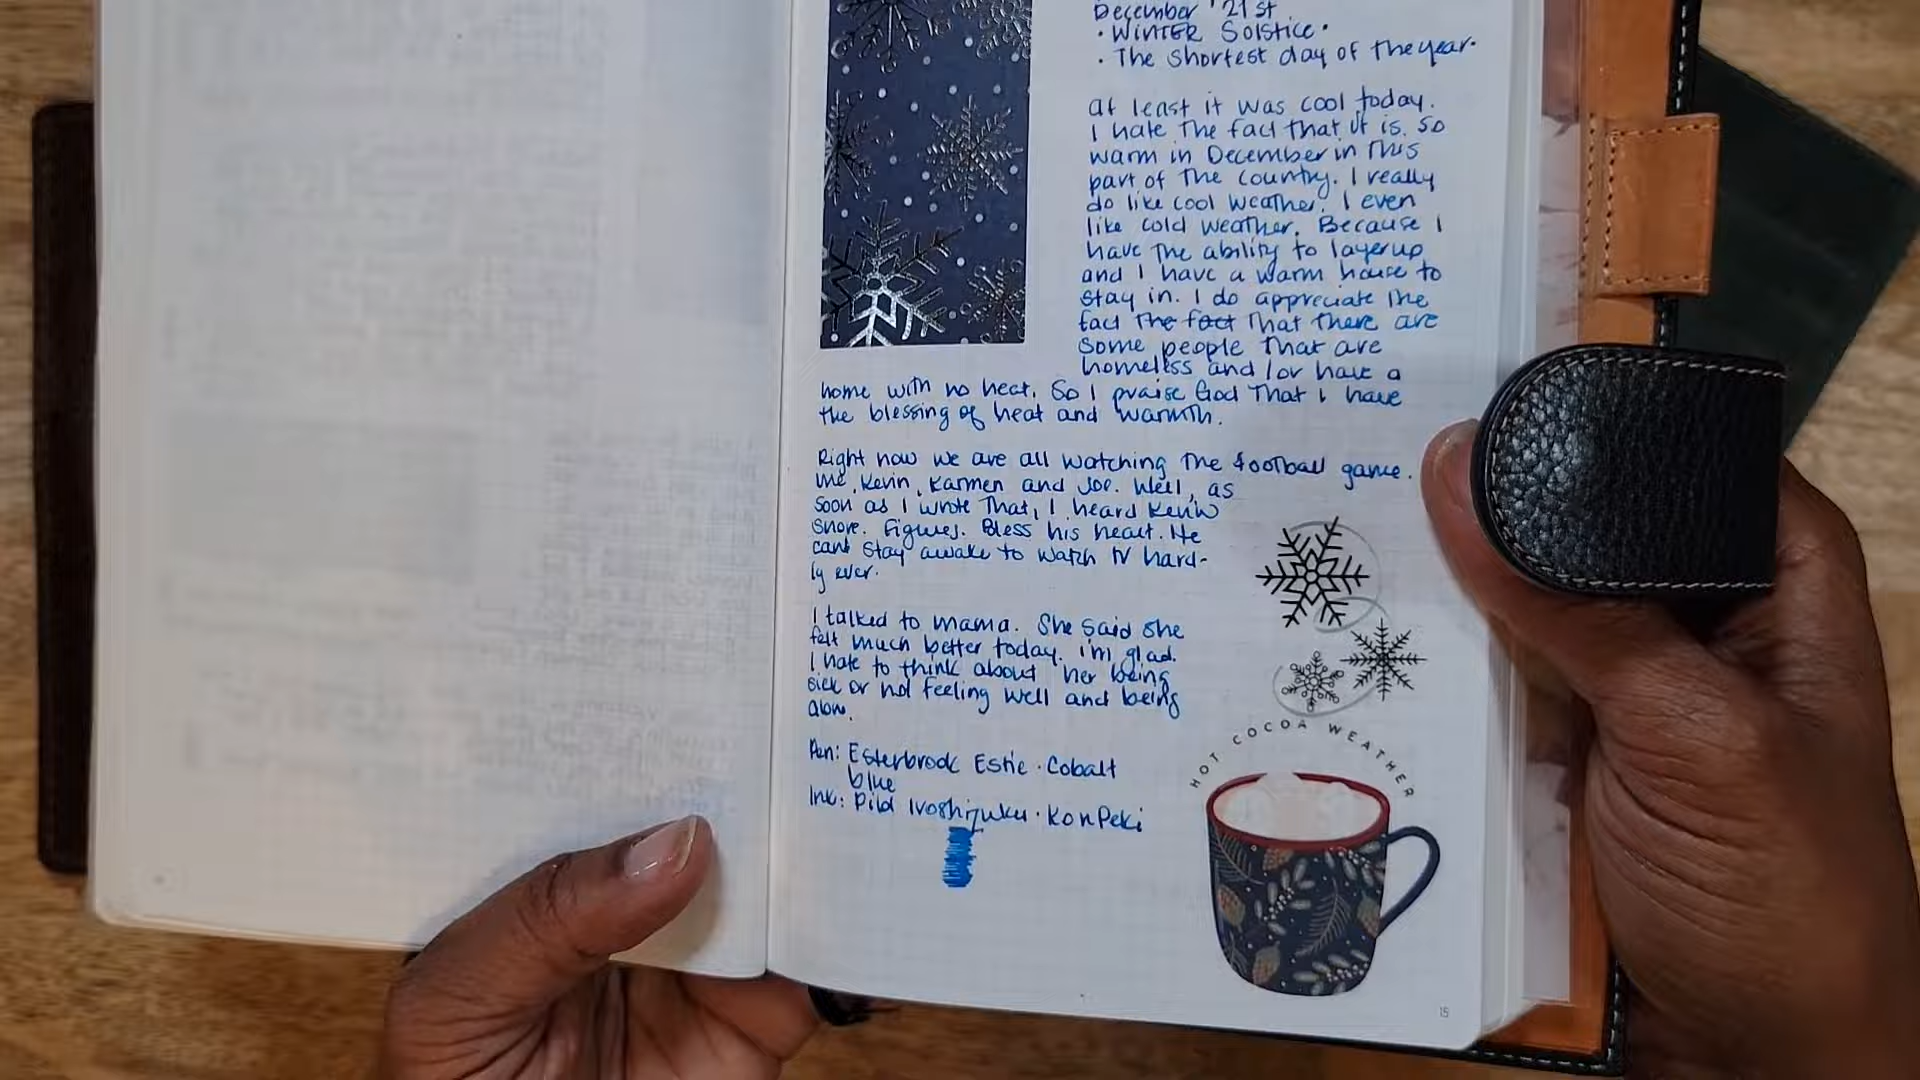 December 21st
· WINTER Solstice ·
· The Shortest day of the year ·
at least it was cool today.
I hate the fact that it is so
warm in December in this
part of the country. I really
do like cool weather. I even
like cold weather. Because I
have the ability to layer up
and I have a warm house to
stay in. I do appreciate the
fact the fact that there are
some people that are
homeless and/or have a
home with no heat. So I praise God that I have
the blessing of heat and warmth.
Right now we are all watching the football game.
me, Kevin, Karmen and Joe. Well, as
soon as I wrote that, I heard Kevin
snore. Figures. Bless his heart. He
cant stay awake to watch TV hard-
ly ever.
I talked to mama. She said she
felt much better today. i'm glad.
I hate to think about her being
sick or not feeling well and being
alone.
Pen: Esterbrook Estie · Cobalt
blue
Ink: Pilot Iroshizuku · Kon Peki
HOT COCOA WEATHER
15